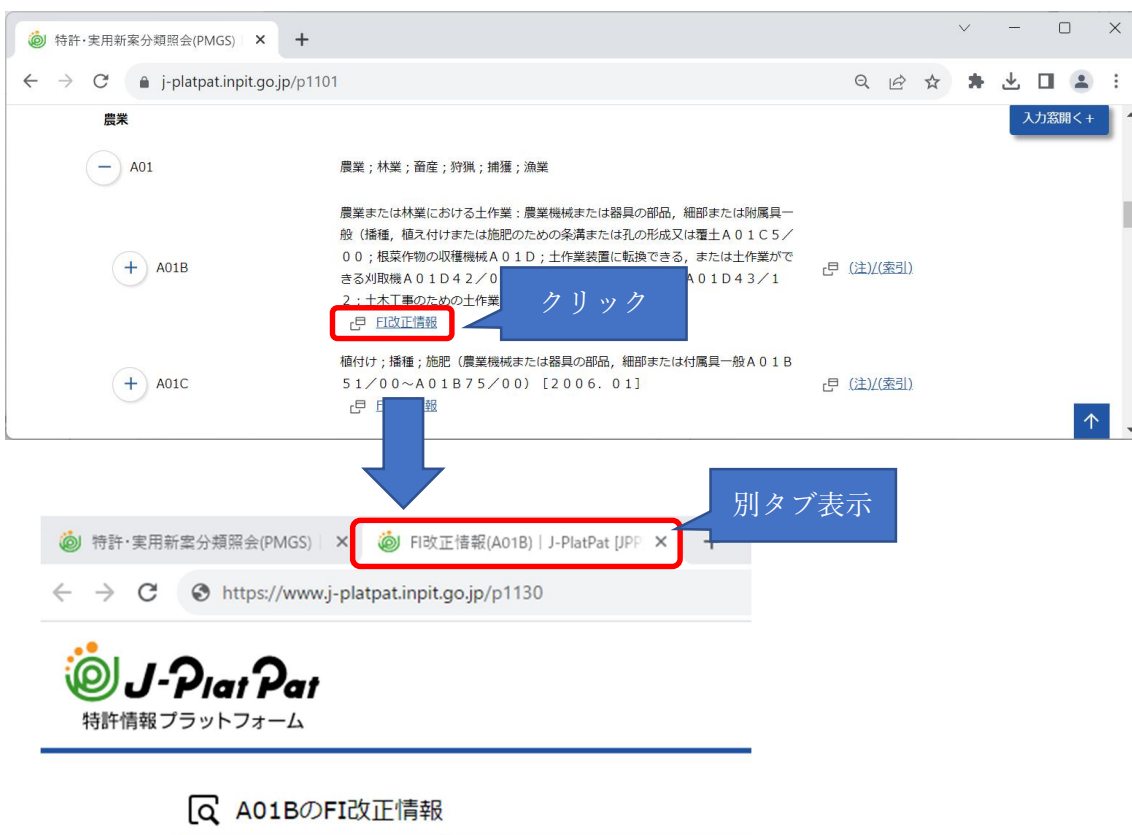 特許・実用新案分類照会(PMGS)
j-platpat.inpit.go.jp/p1101
農業
入力窓開く+
A01
農業；林業；畜産；狩猟；捕獲；漁業
農業または林業における土作業：農業機械または器具の部品，細部または附属具一
般（播種，植え付けまたは施肥のための条溝または孔の形成又は覆土Ａ０１Ｃ５／
００；根菜作物の収穫機械Ａ０１Ｄ；土作業装置に転換できる，または土作業がで
A01B
(注)/(索引)
きる刈取機Ａ０１Ｄ４２／０
Ａ０１Ｄ４３／１
２；土木工事のための土作業
クリック
FI改正情報
植付け；播種；施肥（農業機械または器具の部品，細部または付属具一般Ａ０１Ｂ
A01C
５１／００～Ａ０１Ｂ７５／００）［２００６．０１］
(注)/(索引)
報
別タブ表示
特許・実用新案分類照会(PMGS)
FI改正情報(A01B)｜J-PlatPat [JPP
https://www.j-platpat.inpit.go.jp/p1130
J-PlatPat
特許情報プラットフォーム
A01BのFI改正情報